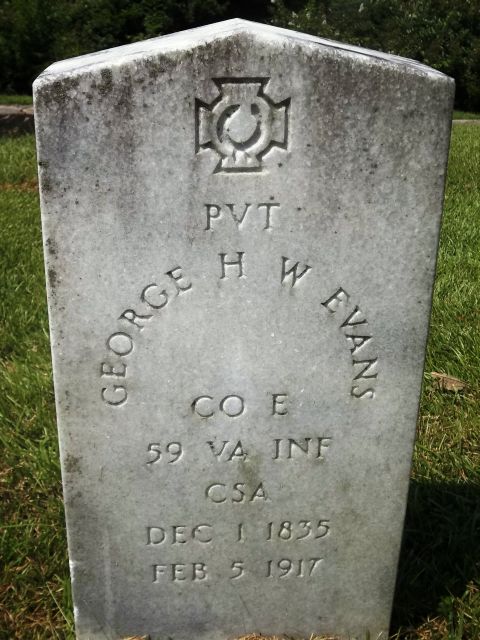 PVT
GEORGE H W EVANS
CO E
59 VA INF
CSA
DEC 1 1835
FEB 5 1917